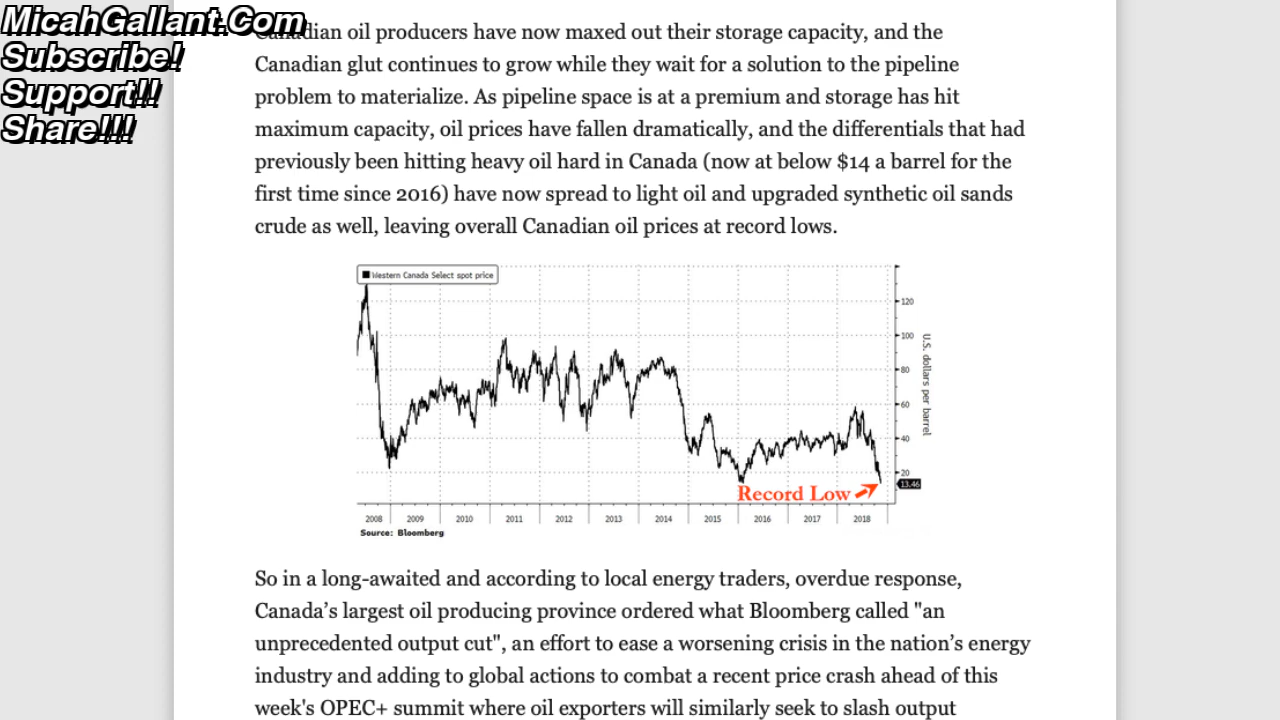 MicahGallant.Com
Subscribe!
Support!!
Share!!!
Canadian oil producers have now maxed out their storage capacity, and the
Canadian glut continues to grow while they wait for a solution to the pipeline
problem to materialize. As pipeline space is at a premium and storage has hit
maximum capacity, oil prices have fallen dramatically, and the differentials that had
previously been hitting heavy oil hard in Canada (now at below $14 a barrel for the
first time since 2016) have now spread to light oil and upgraded synthetic oil sands
crude as well, leaving overall Canadian oil prices at record lows.
Western Canada Select spot price
120
100
80
60
40
20
13.46
U.S. dollars per barrel
Record Low
2008 2009 2010 2011 2012 2013 2014 2015 2016 2017 2018
Source: Bloomberg
So in a long-awaited and according to local energy traders, overdue response,
Canada’s largest oil producing province ordered what Bloomberg called "an
unprecedented output cut", an effort to ease a worsening crisis in the nation’s energy
industry and adding to global actions to combat a recent price crash ahead of this
week's OPEC+ summit where oil exporters will similarly seek to slash output